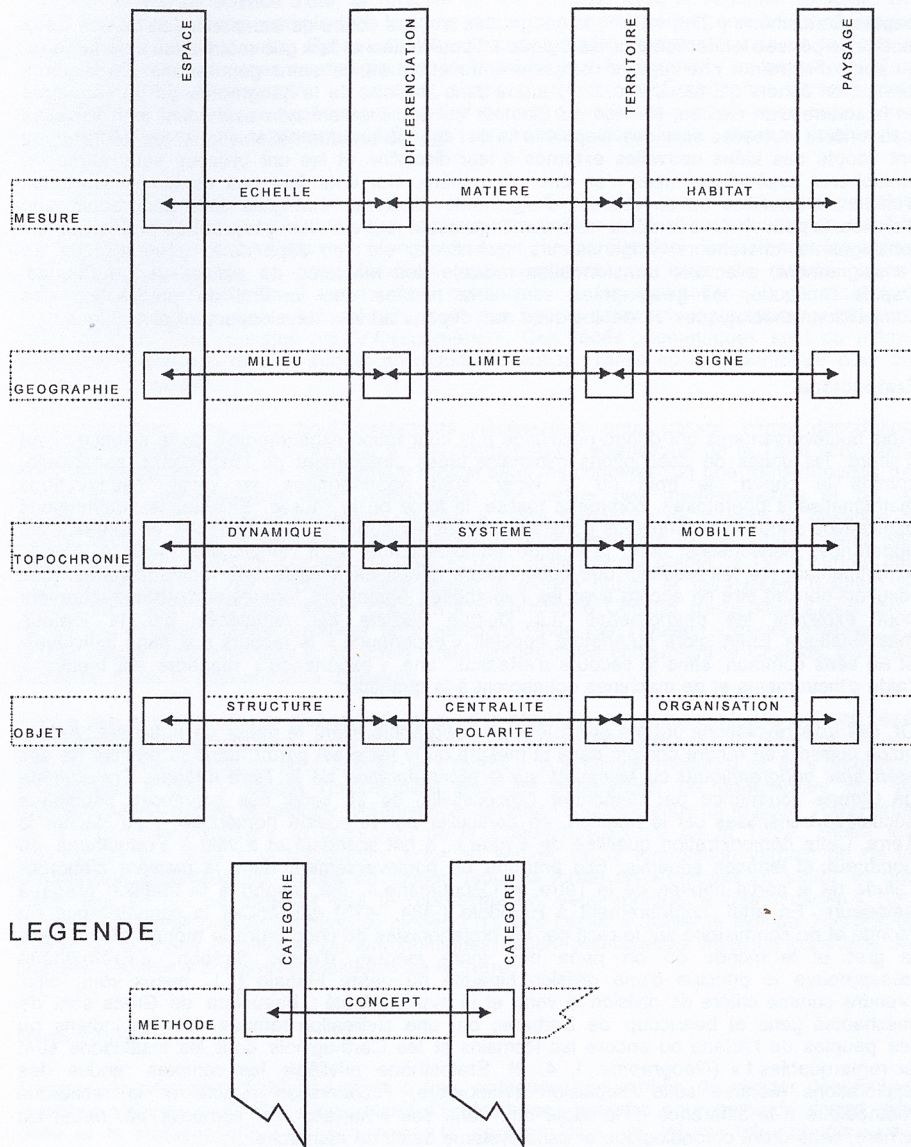 ESPACE
DIFFERENCIATION
TERRITOIRE
PAYSAGE
MESURE
ECHELLE
MATIERE
HABITAT
GEOGRAPHIE
MILIEU
LIMITE
SIGNE
TOPOCHRONIE
DYNAMIQUE
SYSTEME
MOBILITE
OBJET
STRUCTURE
CENTRALITE
ORGANISATION
POLARITE
LEGENDE
CATEGORIE
CATEGORIE
METHODE
CONCEPT